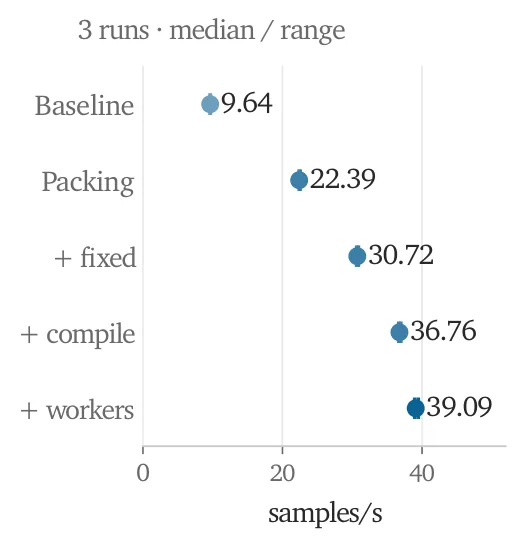 3 runs · median / range
Baseline 9.64
Packing 22.39
+ fixed 30.72
+ compile 36.76
+ workers 39.09
0 20 40
samples/s